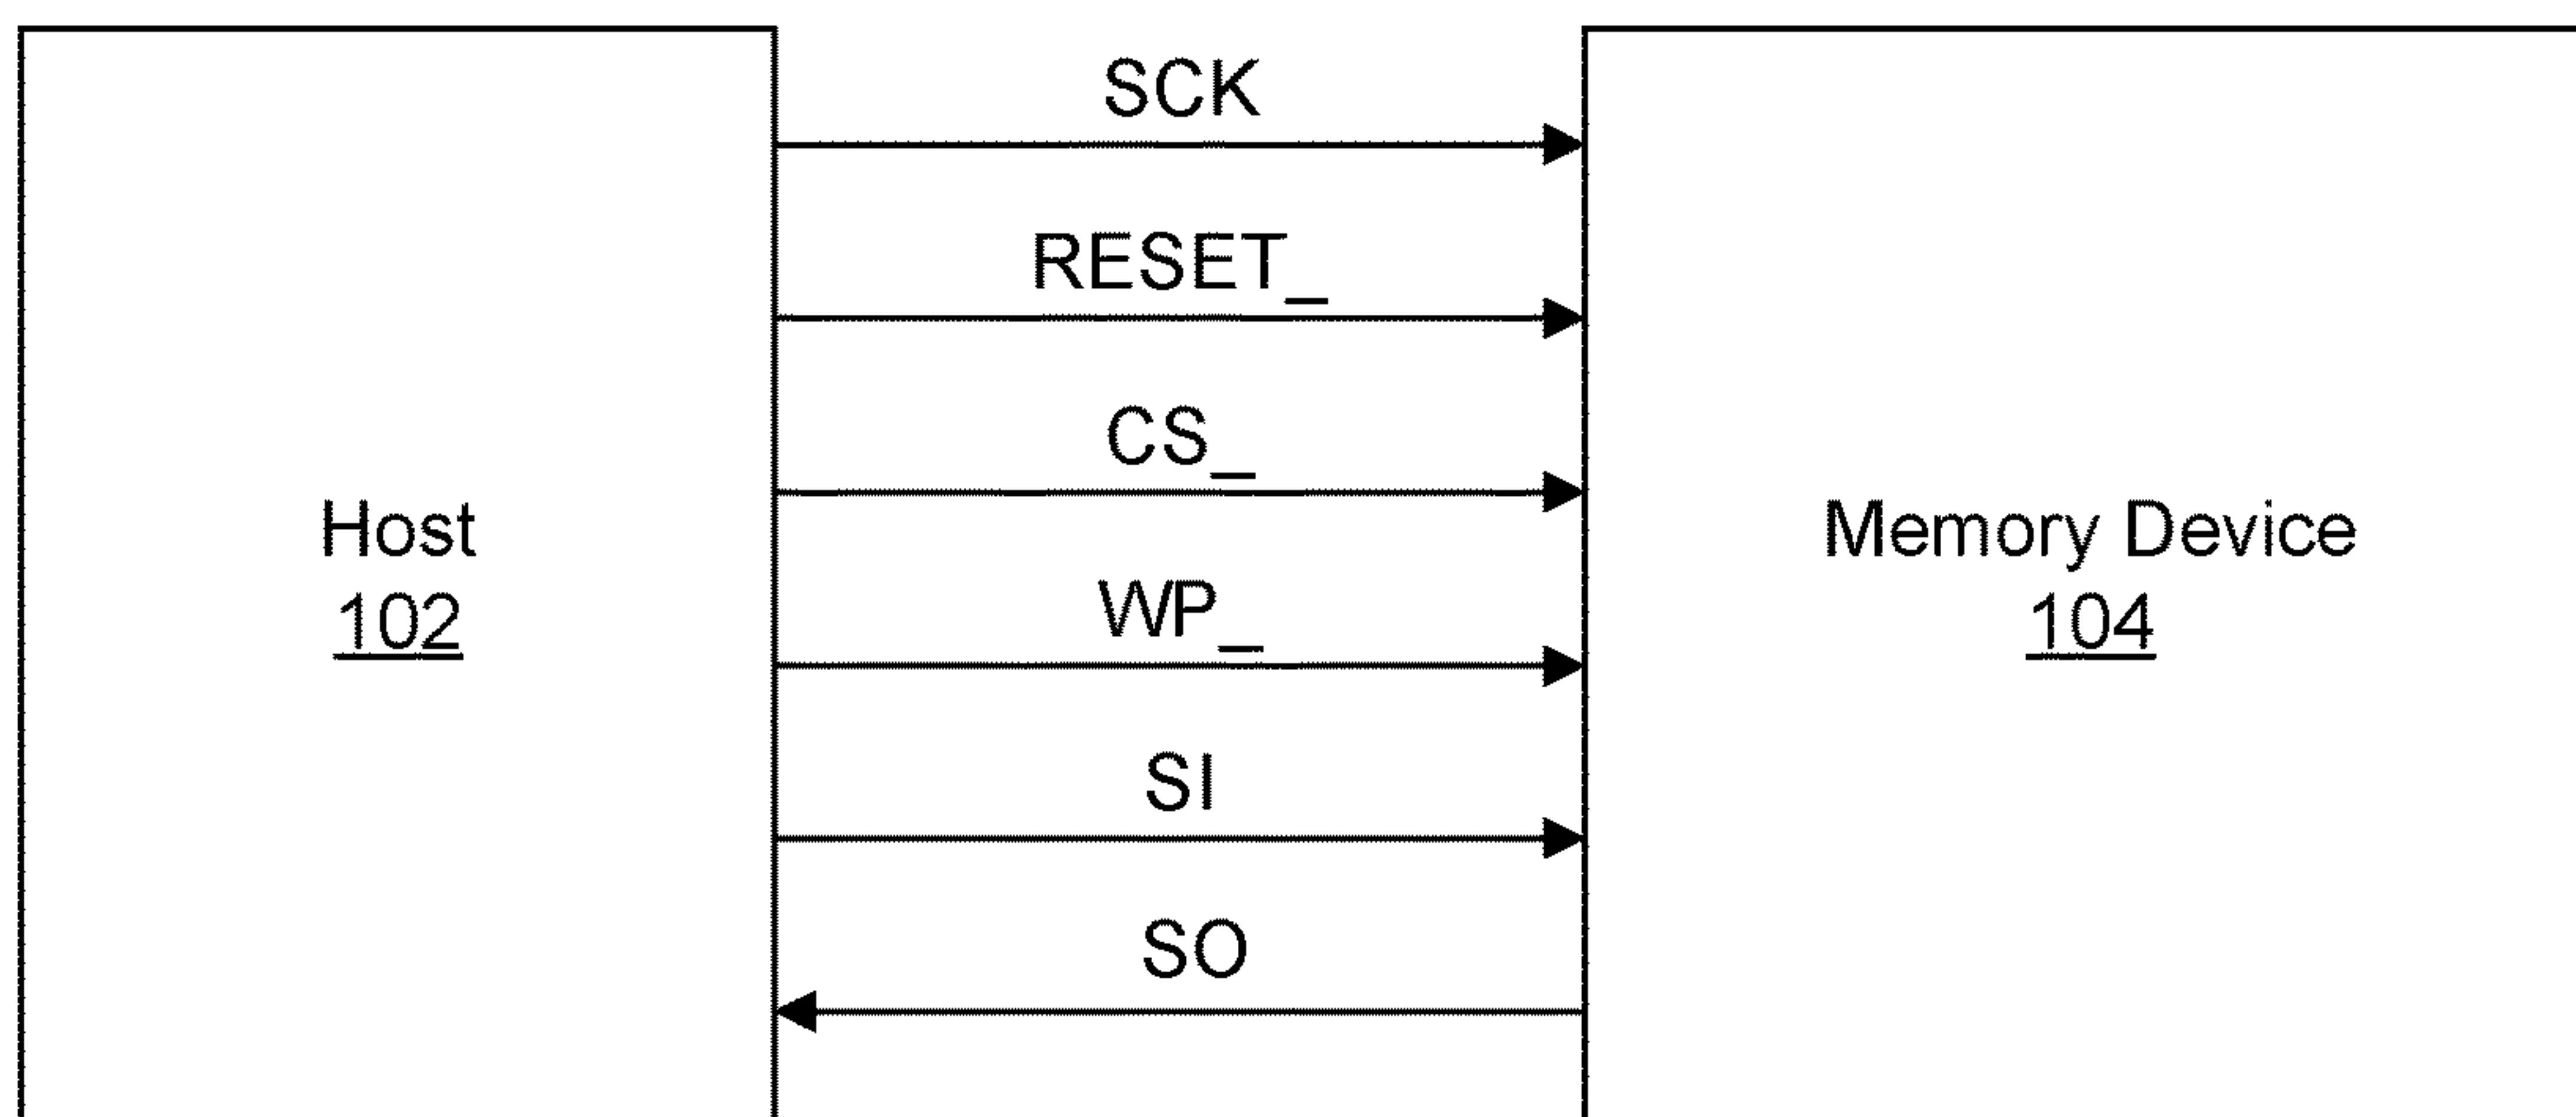 SCK
RESET_
CS_
WP_
SI
SO
Host
102
Memory Device
104